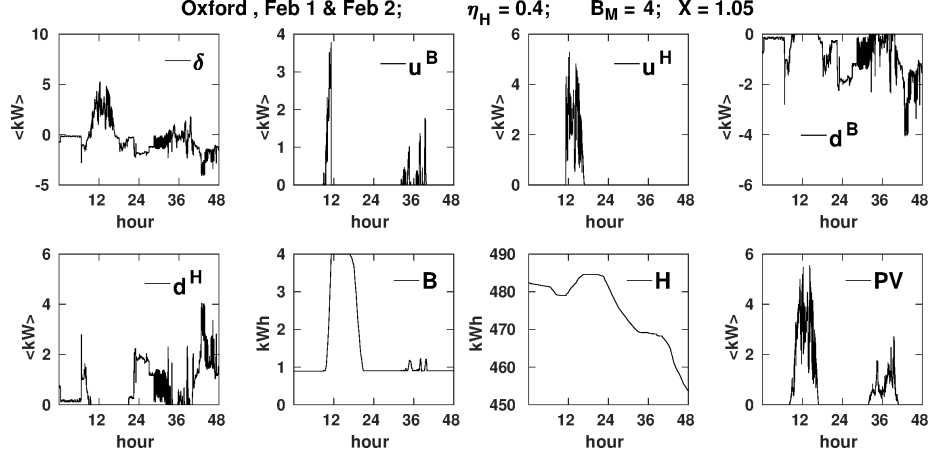 Oxford , Feb 1 & Feb 2; η_H = 0.4; B_M = 4; X = 1.05
10
5
0
-5
<kW>
δ
12 24 36 48
hour
4
3
2
1
0
<kW>
u^B
12 24 36 48
hour
6
4
2
0
<kW>
u^H
12 24 36 48
hour
0
-2
-4
-6
<kW>
d^B
12 24 36 48
hour
6
4
2
0
<kW>
d^H
12 24 36 48
hour
4
3
2
1
0
kWh
B
12 24 36 48
hour
490
480
470
460
450
kWh
H
12 24 36 48
hour
6
4
2
0
<kW>
PV
12 24 36 48
hour